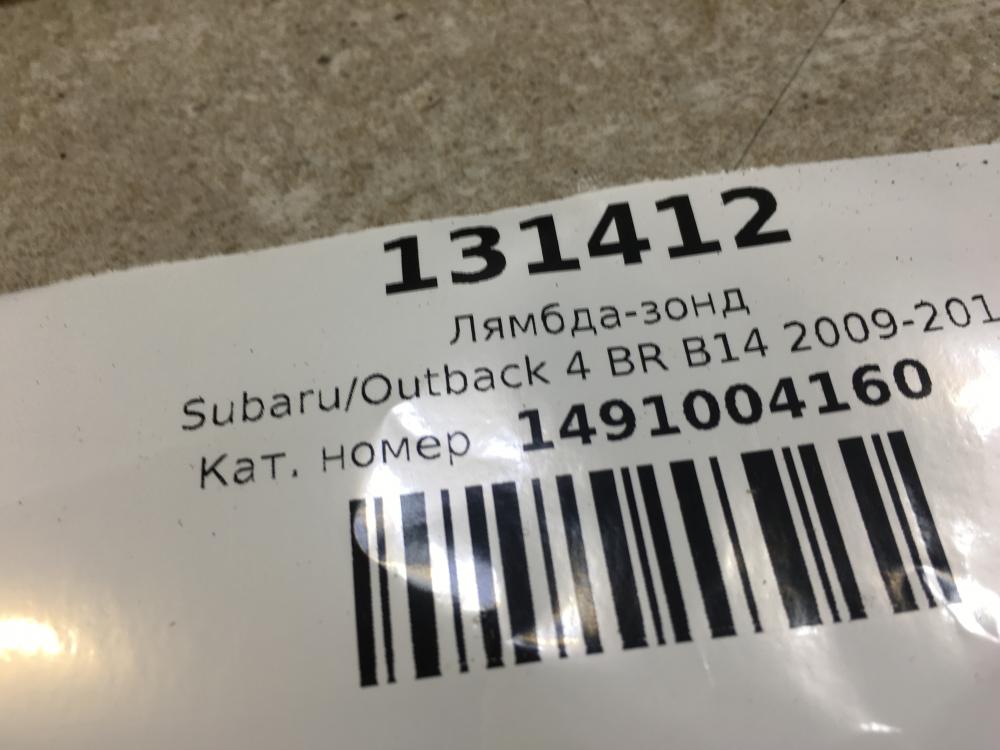 131412
Лямбда-зонд
Subaru/Outback 4 BR B14 2009-201
Кат. номер 1491004160